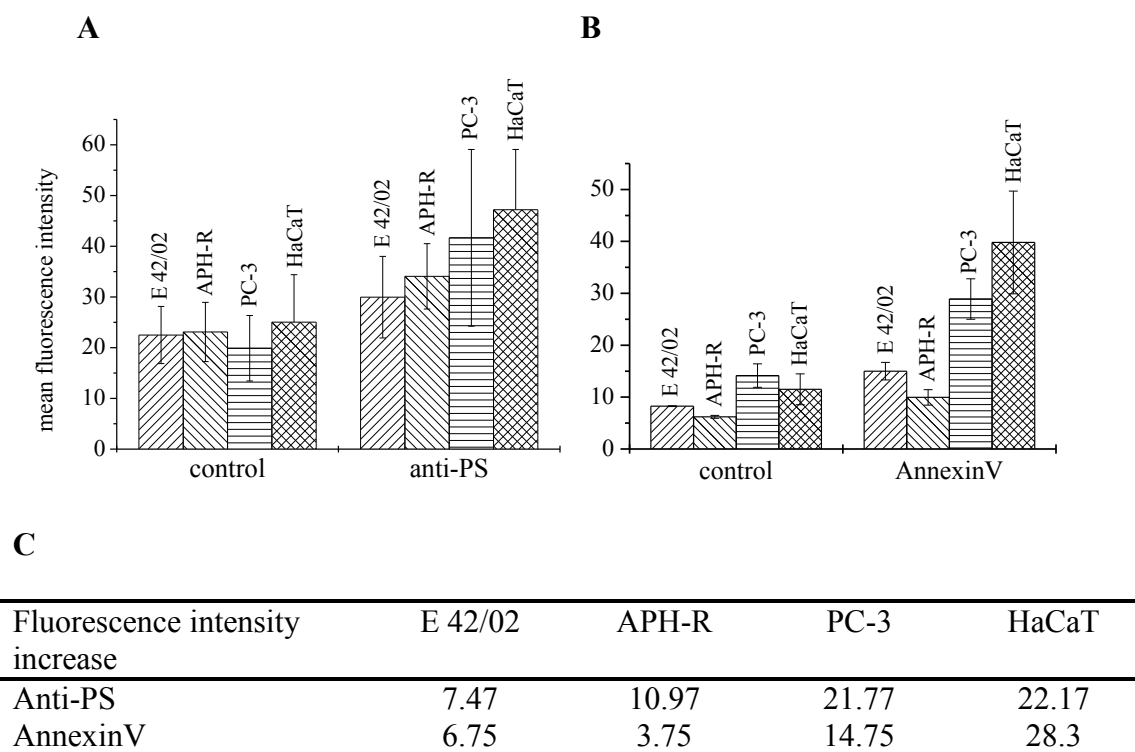 A
B
mean fluorescence intensity
60
50
40
30
20
10
0
E 42/02
APH-R
PC-3
HaCaT
E 42/02
APH-R
PC-3
HaCaT
control
anti-PS
50
40
30
20
10
0
E 42/02
APH-R
PC-3
HaCaT
E 42/02
APH-R
PC-3
HaCaT
control
AnnexinV
C
Fluorescence intensity E 42/02 APH-R PC-3 HaCaT
increase
Anti-PS 7.47 10.97 21.77 22.17
AnnexinV 6.75 3.75 14.75 28.3